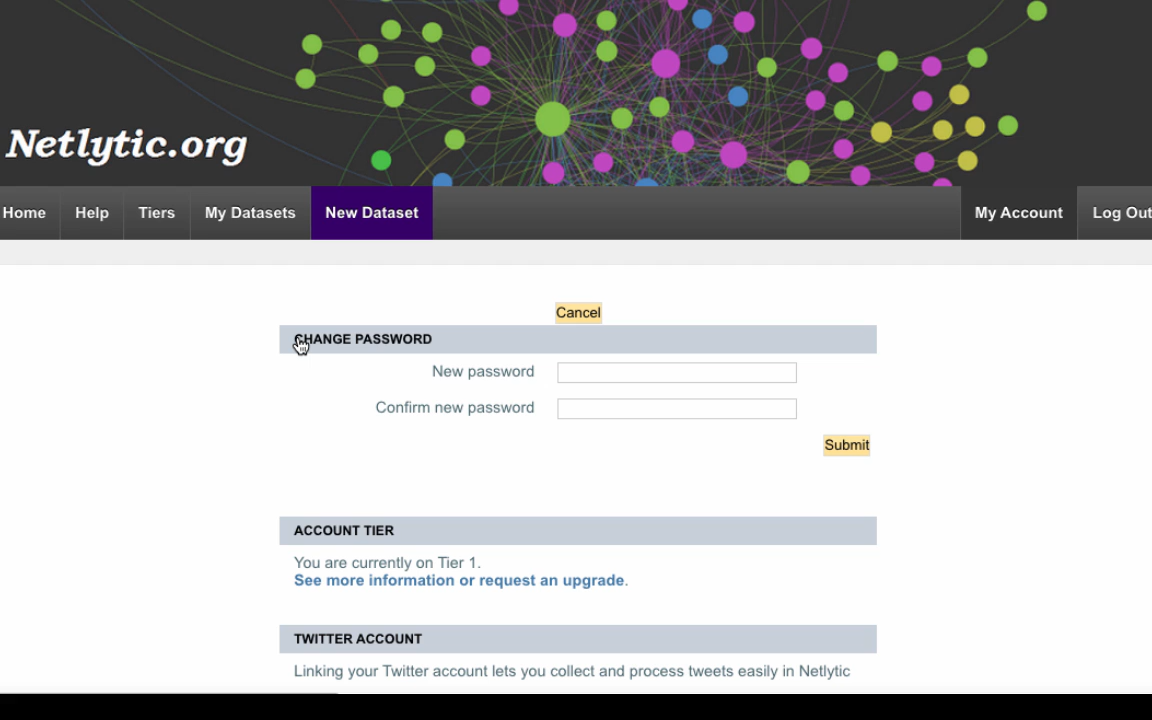 Netlytic.org
Home Help Tiers My Datasets New Dataset My Account Log Out
Cancel
CHANGE PASSWORD
New password
Confirm new password
Submit
ACCOUNT TIER
You are currently on Tier 1.
See more information or request an upgrade.
TWITTER ACCOUNT
Linking your Twitter account lets you collect and process tweets easily in Netlytic